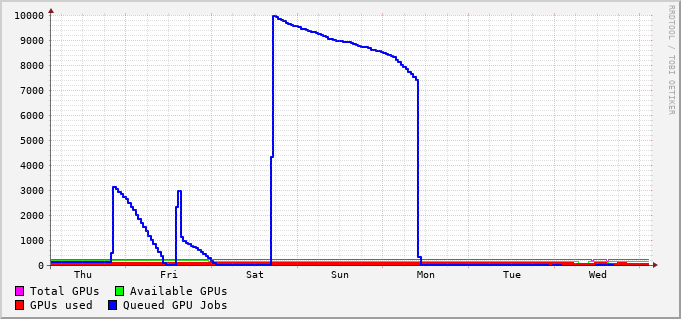 10000
9000
8000
7000
6000
5000
4000
3000
2000
1000
0
Thu Fri Sat Sun Mon Tue Wed
Total GPUs Available GPUs
GPUs used Queued GPU Jobs
RRDTOOL / TOBI OETIKER